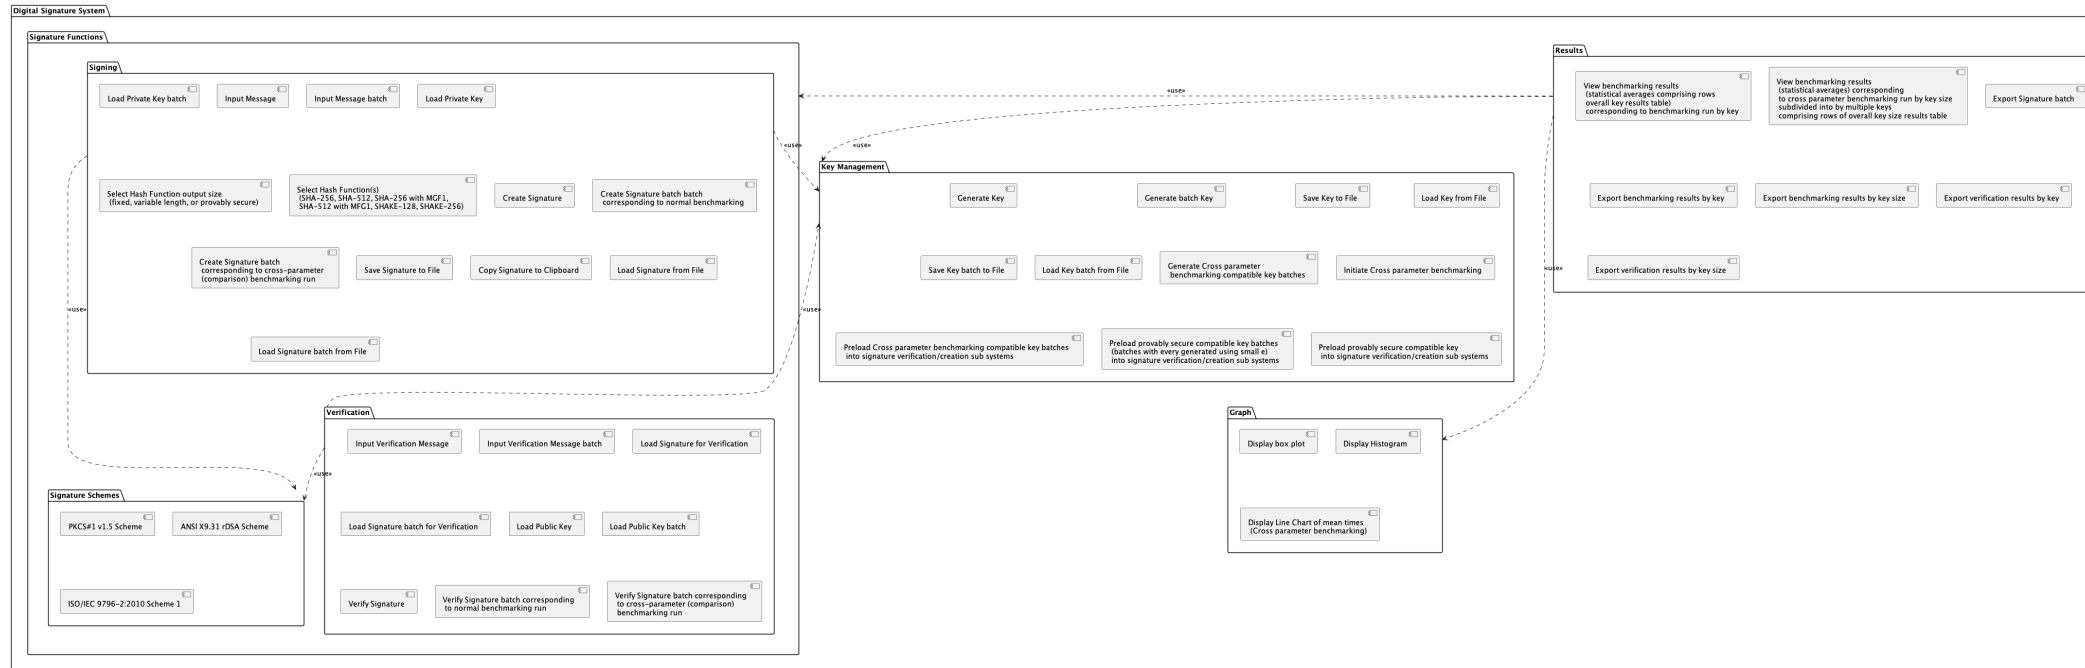 Digital Signature System
Signature Functions
Signing
Load Private Key batch
Input Message
Input Message batch
Load Private Key
Select Hash Function output size
(fixed, variable length, or provably secure)
Select Hash Function(s)
(SHA-256, SHA-512, SHA-256 with MGF1,
SHA-512 with MFG1, SHAKE-128, SHAKE-256)
Create Signature
Create Signature batch batch
corresponding to normal benchmarking
Create Signature batch
corresponding to cross-parameter
(comparison) benchmarking run
Save Signature to File
Copy Signature to Clipboard
Load Signature from File
Load Signature batch from File
«use»
Verification
Input Verification Message
Input Verification Message batch
Load Signature for Verification
Load Signature batch for Verification
Load Public Key
Load Public Key batch
Verify Signature
Verify Signature batch corresponding
to normal benchmarking run
Verify Signature batch corresponding
to cross-parameter (comparison)
benchmarking run
«use»
Signature Schemes
PKCS#1 v1.5 Scheme
ANSI X9.31 rDSA Scheme
ISO/IEC 9796-2:2010 Scheme 1
«use»
«use»
«use»
«use»
Key Management
Generate Key
Generate batch Key
Save Key to File
Load Key from File
Save Key batch to File
Load Key batch from File
Generate Cross parameter
benchmarking compatible key batches
Initiate Cross parameter benchmarking
Preload Cross parameter benchmarking compatible key batches
into signature verification/creation sub systems
Preload provably secure compatible key batches
(batches with every generated using small e)
into signature verification/creation sub systems
Preload provably secure compatible key
into signature verification/creation sub systems
Graph
Display box plot
Display Histogram
Display Line Chart of mean times
(Cross parameter benchmarking)
«use»
Results
View benchmarking results
(statistical averages comprising rows
overall key results table)
corresponding to benchmarking run by key
View benchmarking results
(statistical averages) corresponding
to cross parameter benchmarking run by key size
subdivided into by multiple keys
comprising rows of overall key size results table
Export Signature batch
Export benchmarking results by key
Export benchmarking results by key size
Export verification results by key
Export verification results by key size